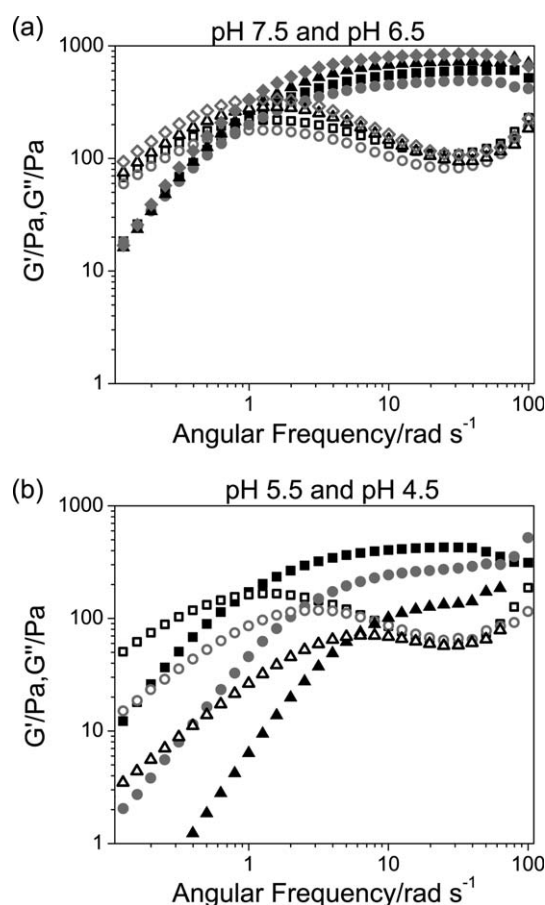 (a)
pH 7.5 and pH 6.5
1000
100
10
1
G'/Pa,G"/Pa
1
10
100
Angular Frequency/rad s⁻¹
(b)
pH 5.5 and pH 4.5
1000
100
10
1
G'/Pa,G"/Pa
1
10
100
Angular Frequency/rad s⁻¹